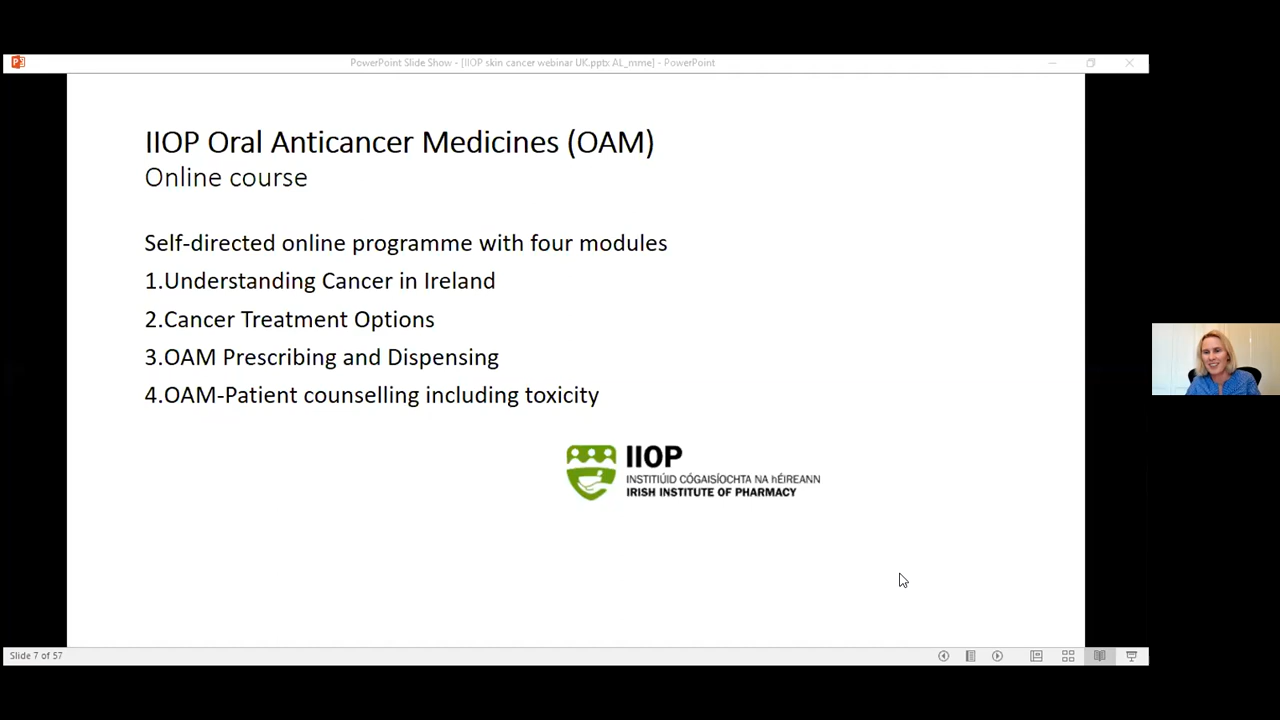 PowerPoint Slide Show - [IIOP skin cancer webinar UK.pptx AL_mme] - PowerPoint
IIOP Oral Anticancer Medicines (OAM)
Online course
Self-directed online programme with four modules
1.Understanding Cancer in Ireland
2.Cancer Treatment Options
3.OAM Prescribing and Dispensing
4.OAM-Patient counselling including toxicity
IIOP
INSTITIÚID CÓGAISÍOCHTA NA hÉIREANN
IRISH INSTITUTE OF PHARMACY
Slide 7 of 57